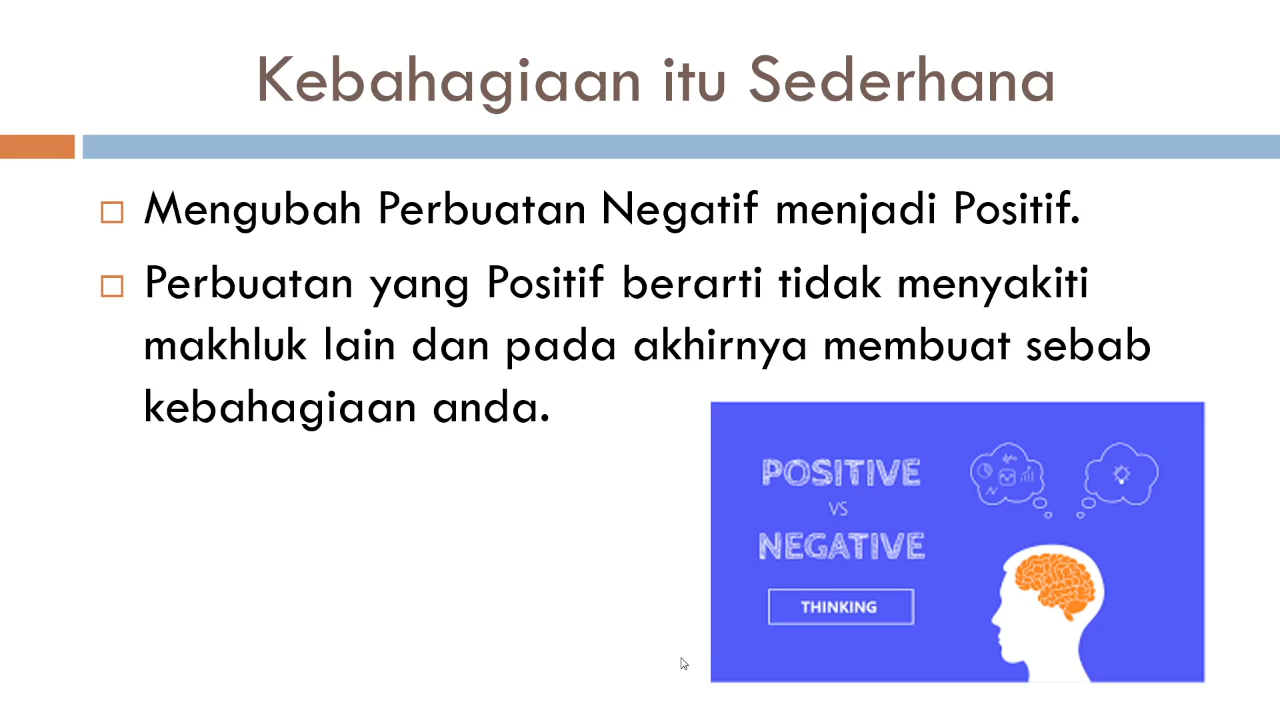 Kebahagiaan itu Sederhana
Mengubah Perbuatan Negatif menjadi Positif.
Perbuatan yang Positif berarti tidak menyakiti
makhluk lain dan pada akhirnya membuat sebab
kebahagiaan anda.
POSITIVE
VS
NEGATIVE
THINKING